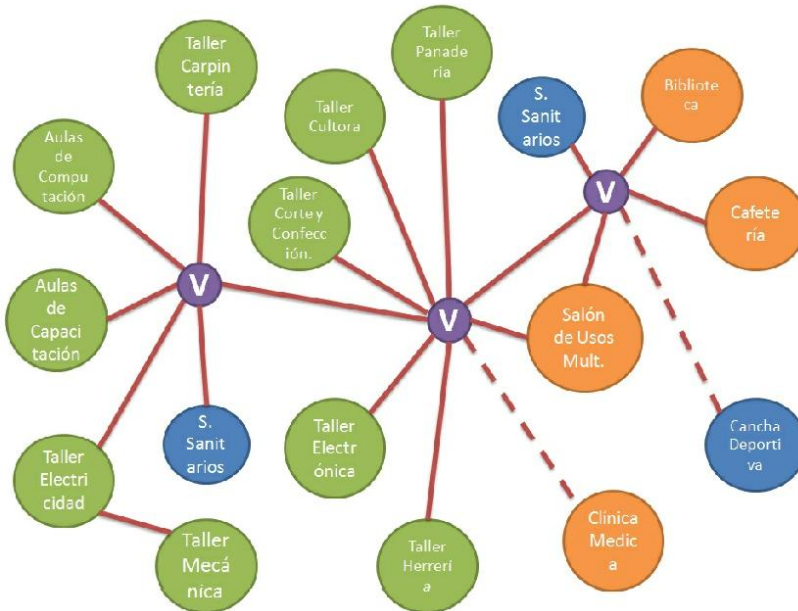 Taller
Carpin
tería
Aulas
de
Compu
tación
Aulas
de
Capaci
tación
V
Taller
Electri
cidad
S.
Sanit
arios
Taller
Mecá
nica
Taller
Panade
ría
Taller
Cultora
Taller
Corte y
Confecc
ión.
V
Taller
Electr
ónica
Taller
Herrerí
a
S.
Sanit
arios
Bibliote
ca
V
Cafete
ría
Salón
de Usos
Mult.
Cancha
Deport
iva
Clínica
Medic
a